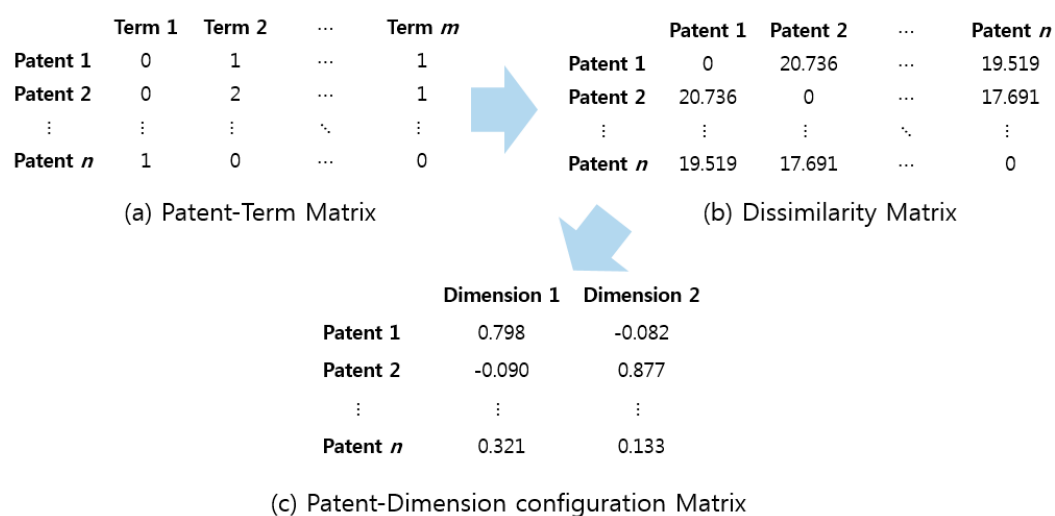 Term 1 Term 2 ⋯ Term m
Patent 1 0 1 ⋯ 1
Patent 2 0 2 ⋯ 1
⋮ ⋮ ⋮ ⋱ ⋮
Patent n 1 0 ⋯ 0
(a) Patent-Term Matrix
Patent 1 Patent 2 ⋯ Patent n
Patent 1 0 20.736 ⋯ 19.519
Patent 2 20.736 0 ⋯ 17.691
⋮ ⋮ ⋮ ⋱ ⋮
Patent n 19.519 17.691 ⋯ 0
(b) Dissimilarity Matrix
Dimension 1 Dimension 2
Patent 1 0.798 -0.082
Patent 2 -0.090 0.877
⋮ ⋮ ⋮
Patent n 0.321 0.133
(c) Patent-Dimension configuration Matrix